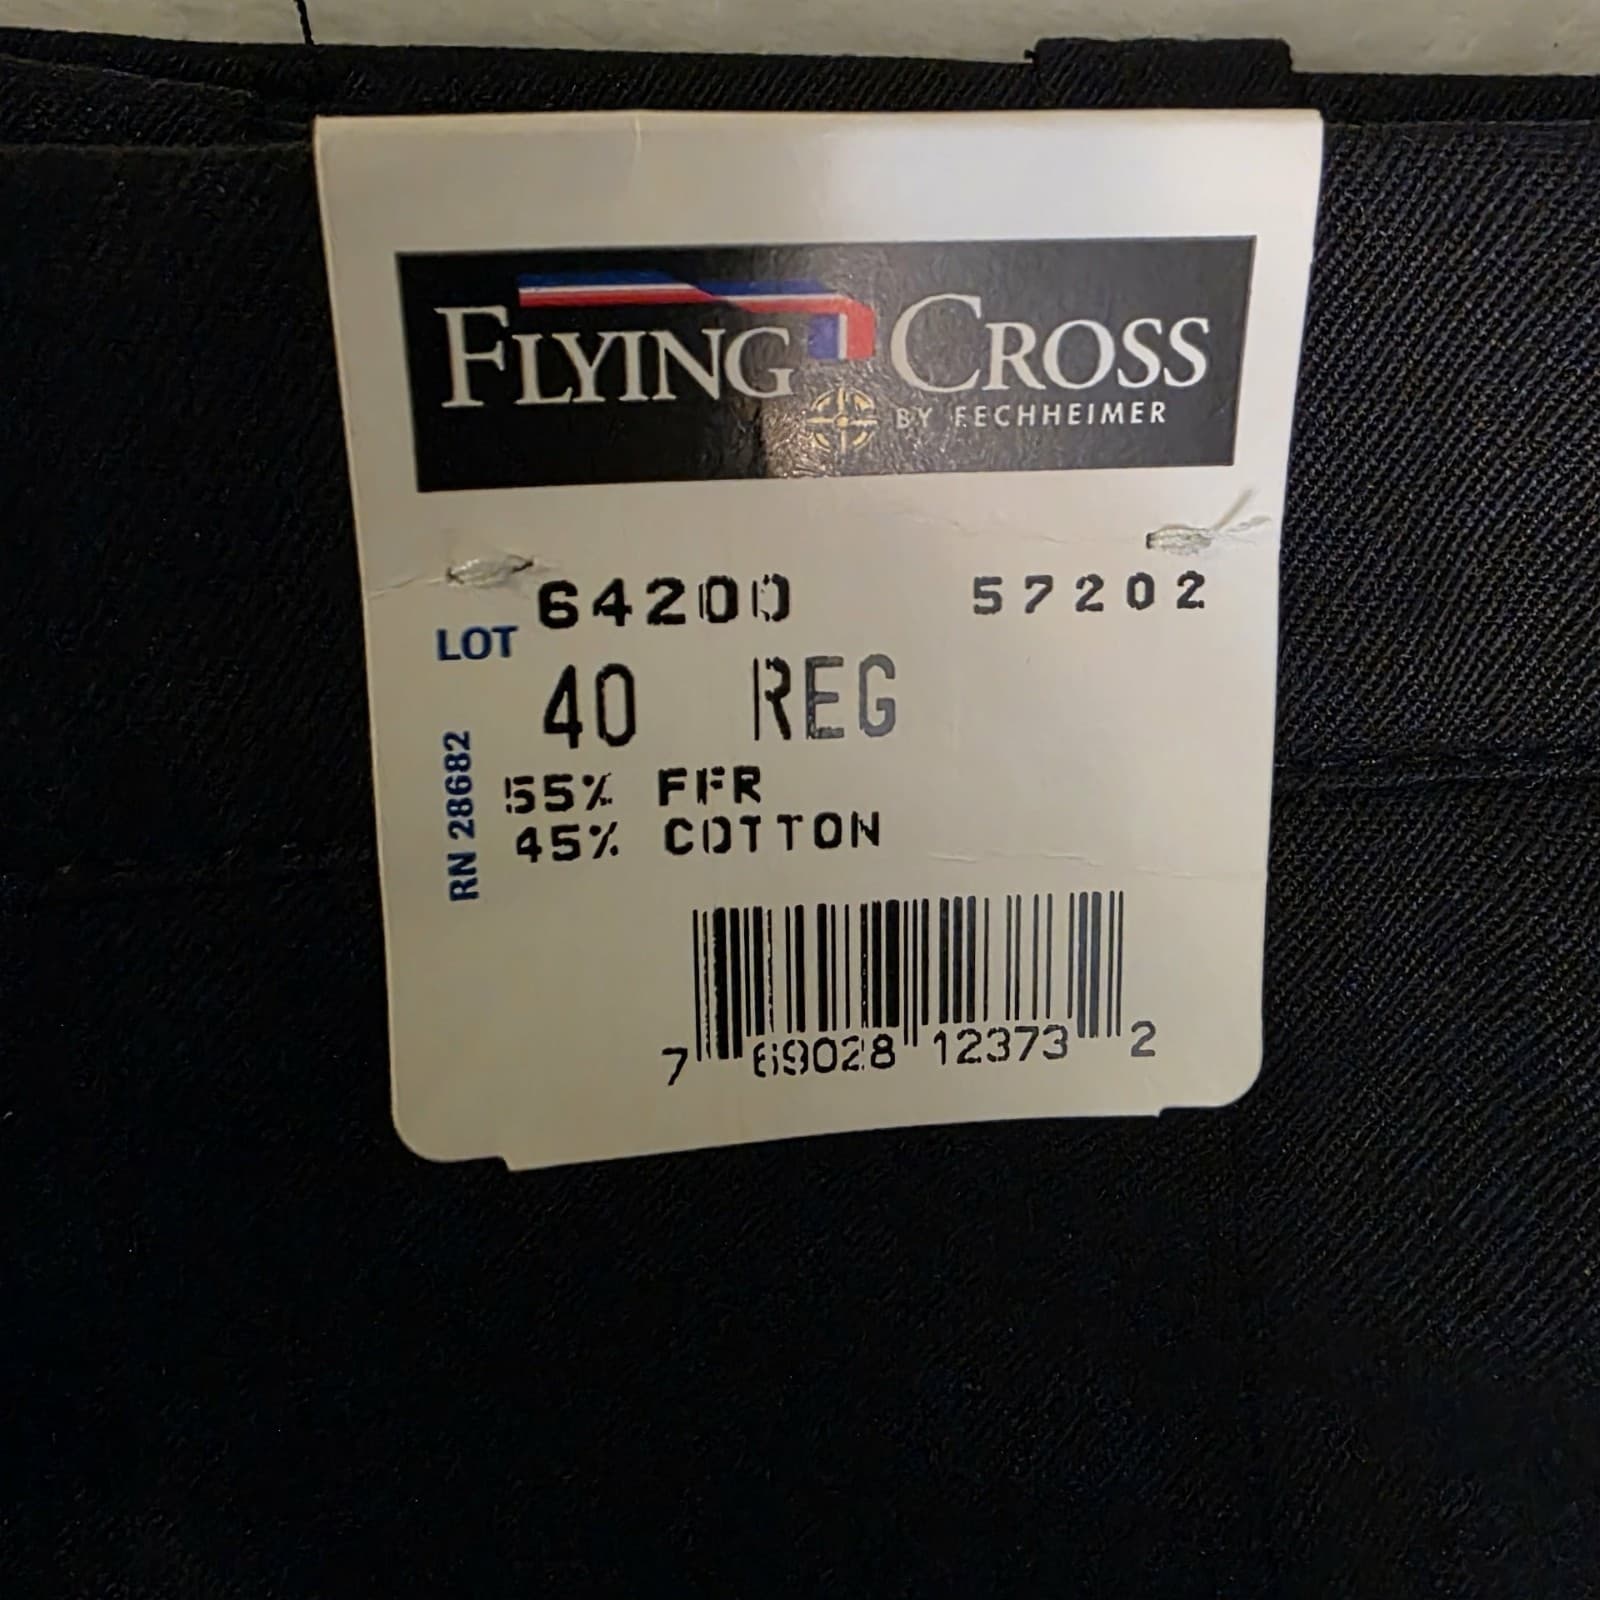 FLYING CROSS
BY FECHHEIMER
64200 57202
LOT
40 REG
RN 28682
55% FFR
45% COTTON
7 69028 12373 2